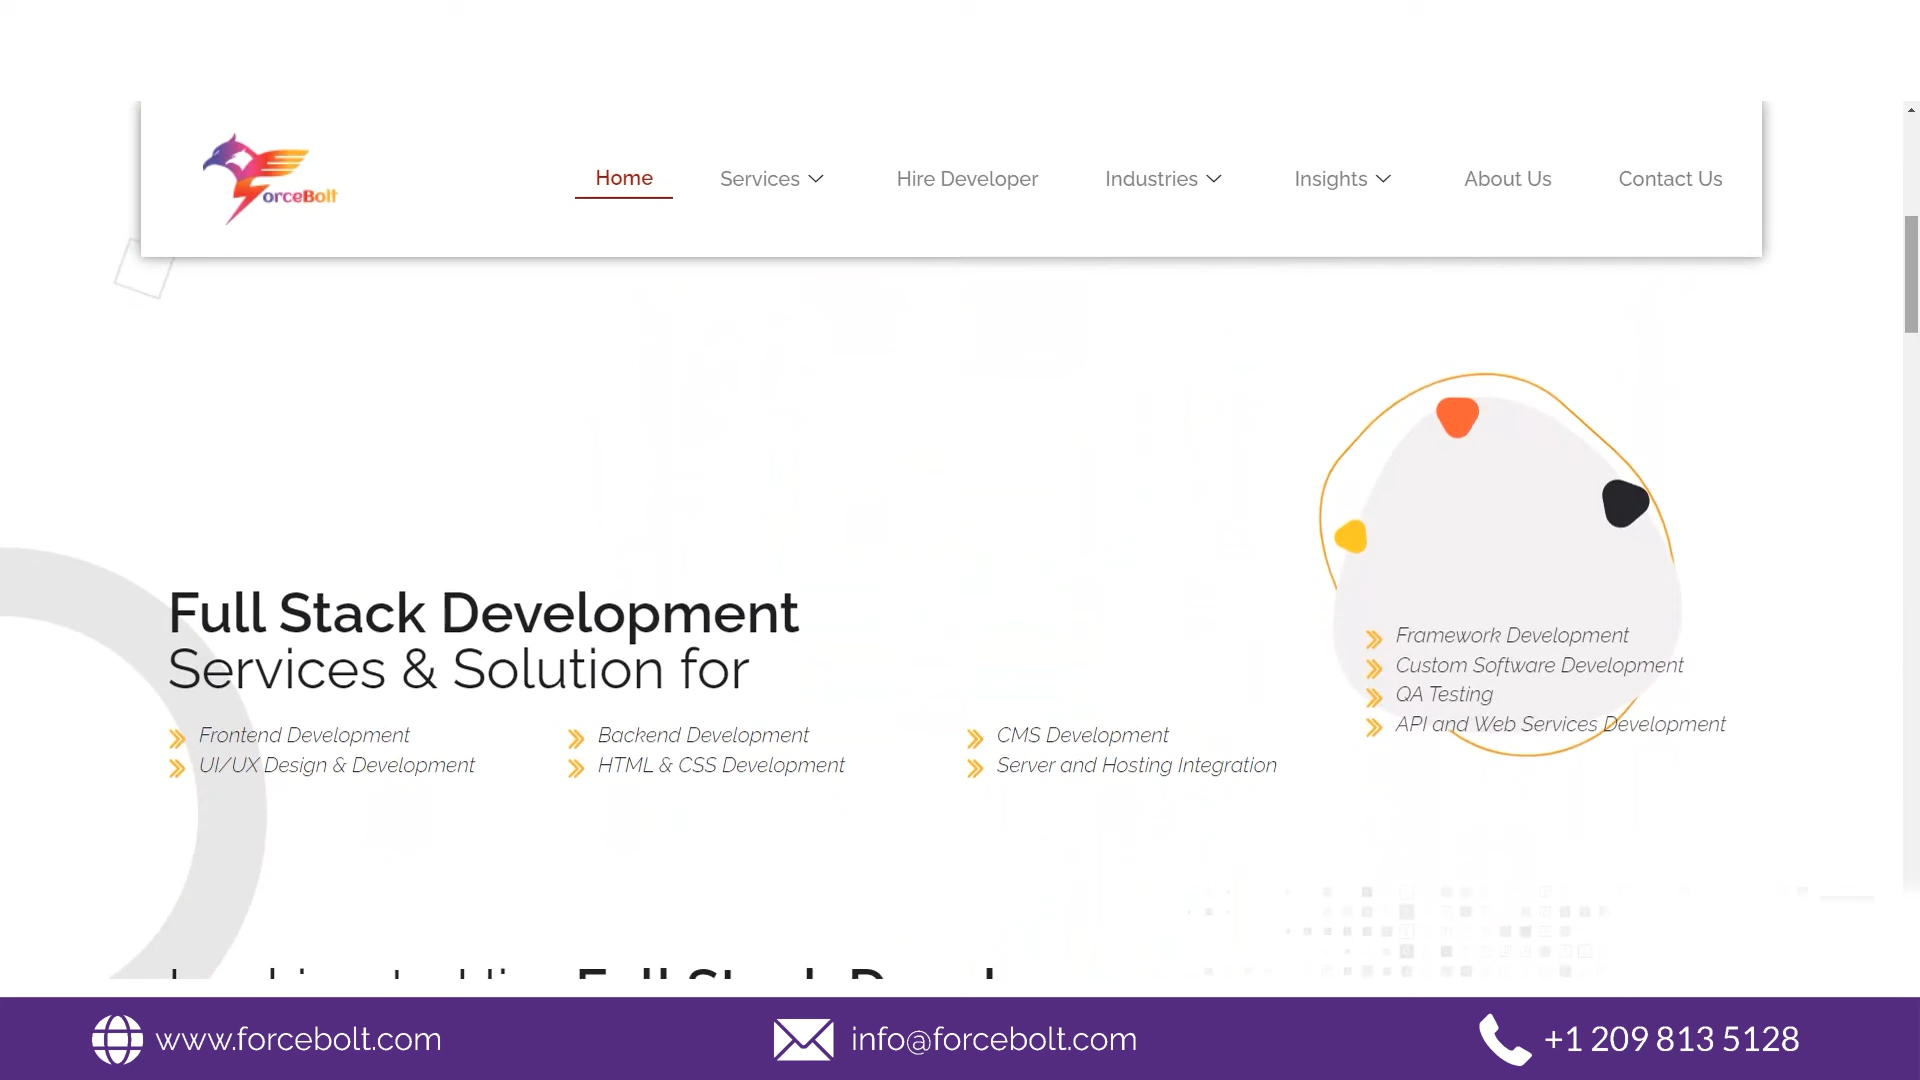 orceBolt
Home Services Hire Developer Industries Insights About Us Contact Us
Full Stack Development
Services & Solution for
Frontend Development
UI/UX Design & Development
Backend Development
HTML & CSS Development
CMS Development
Server and Hosting Integration
Framework Development
Custom Software Development
QA Testing
API and Web Services Development
www.forcebolt.com
info@forcebolt.com
+1 209 813 5128